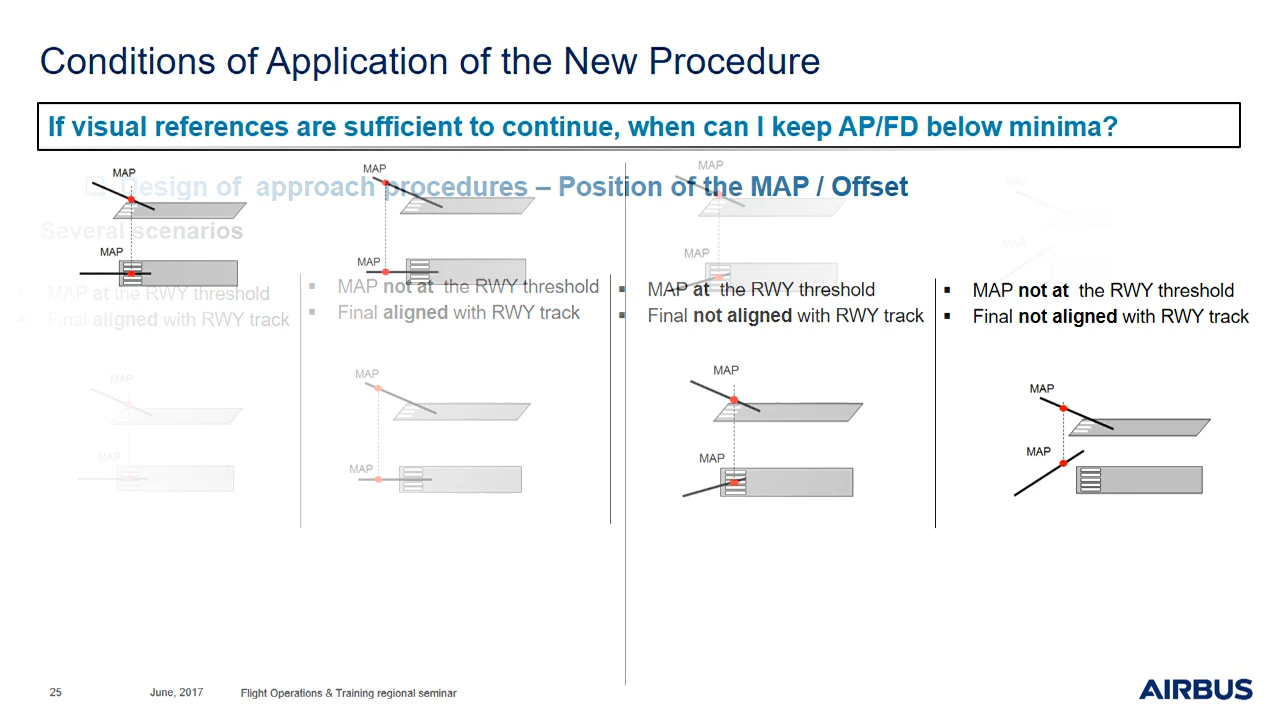 Conditions of Application of the New Procedure
If visual references are sufficient to continue, when can I keep AP/FD below minima?
MAP
MAP
MAP
MAP
Design of approach procedures – Position of the MAP / Offset
Several scenarios
MAP
MAP
MAP
MAP
MAP at the RWY threshold
Final aligned with RWY track
MAP not at the RWY threshold
Final aligned with RWY track
MAP at the RWY threshold
Final not aligned with RWY track
MAP not at the RWY threshold
Final not aligned with RWY track
MAP
MAP
MAP
MAP
MAP
MAP
MAP
MAP
25
June, 2017
Flight Operations & Training regional seminar
AIRBUS